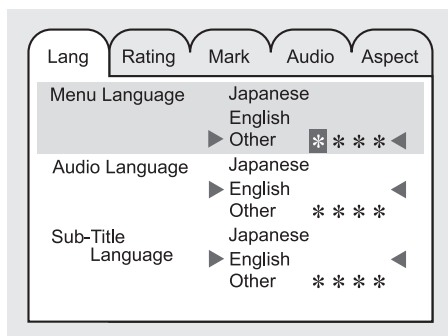 Lang Rating Mark Audio Aspect
Menu Language Japanese
English
Other * * * *
Audio Language Japanese
English
Other * * * *
Sub-Title Japanese
Language English
Other * * * *